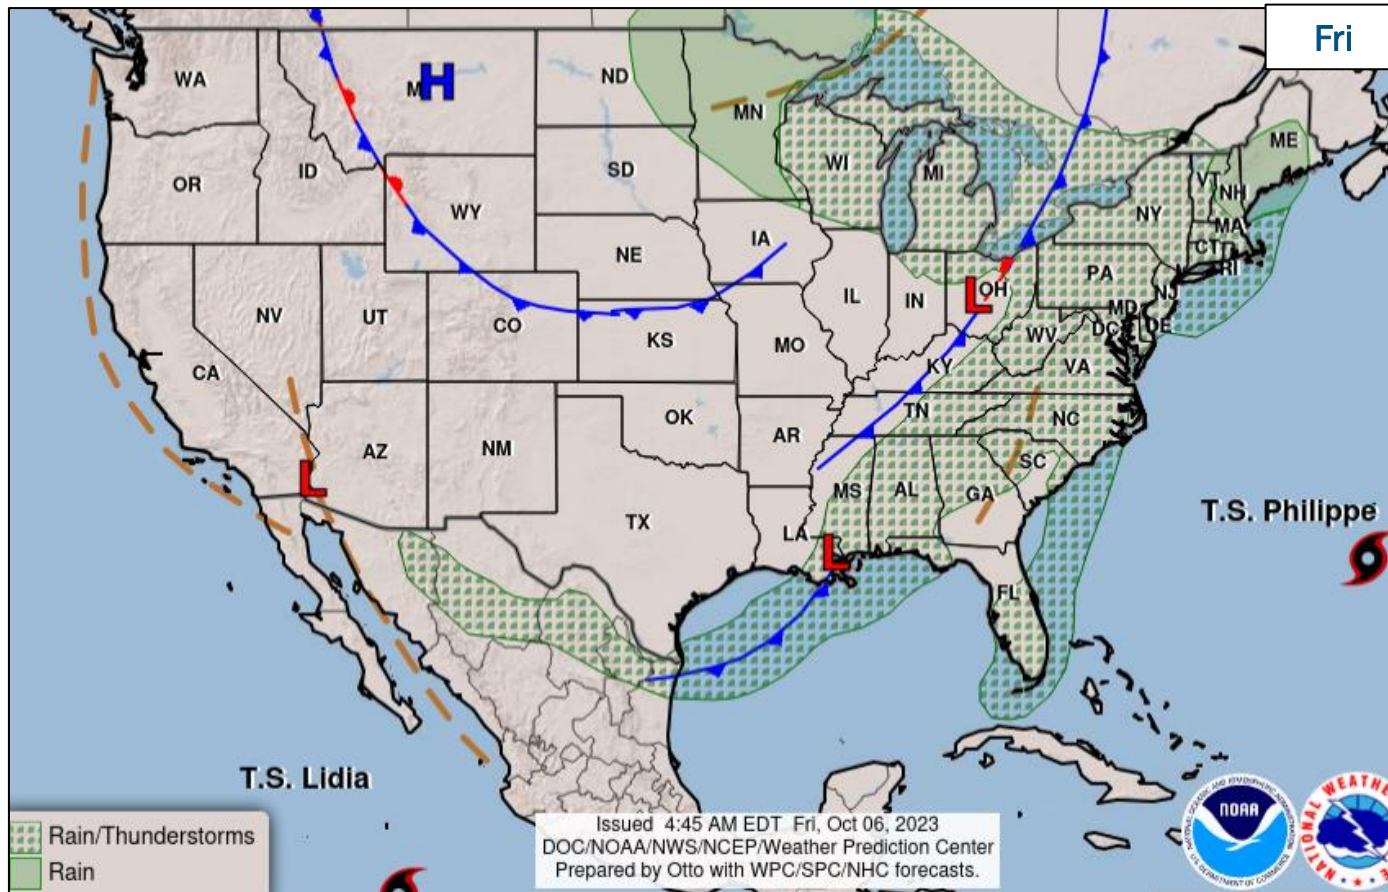 Fri
WA
M
H
ND
MN
ME
OR
ID
SD
WI
MI
VT
NH
WY
NY
MA
NE
IA
CT
RI
PA
IL
IN
L
OH
NJ
NV
UT
CO
MD
DC
DE
WV
KS
MO
KY
VA
CA
OK
TN
NC
AR
AZ
NM
SC
L
MS
AL
GA
TX
LA
T.S. Philippe
L
FL
T.S. Lidia
Rain/Thunderstorms
Rain
Issued 4:45 AM EDT Fri, Oct 06, 2023
DOC/NOAA/NWS/NCEP/Weather Prediction Center
Prepared by Otto with WPC/SPC/NHC forecasts.
NOAA
NATIONAL WEATHE